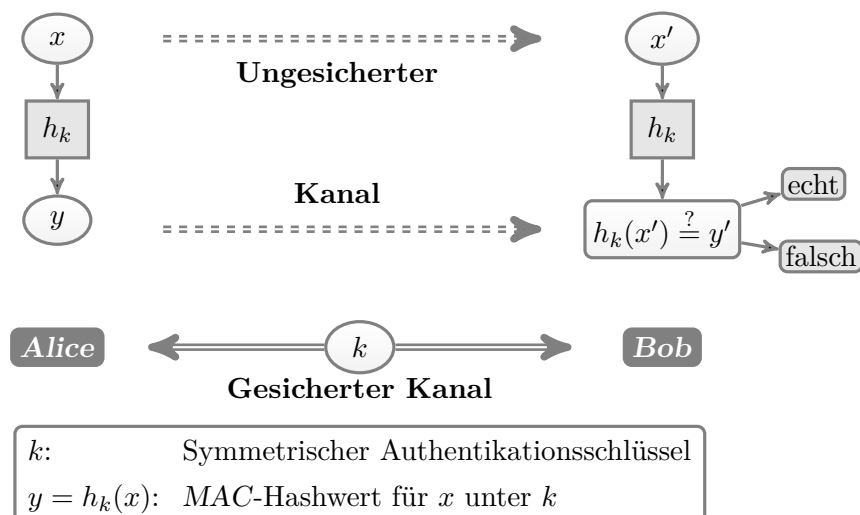 x x′
Ungesicherter
h_k h_k
Kanal echt
y h_k(x′) ≟ y′
falsch
Alice k Bob
Gesicherter Kanal
k: Symmetrischer Authentikationsschlüssel
y = h_k(x): MAC-Hashwert für x unter k